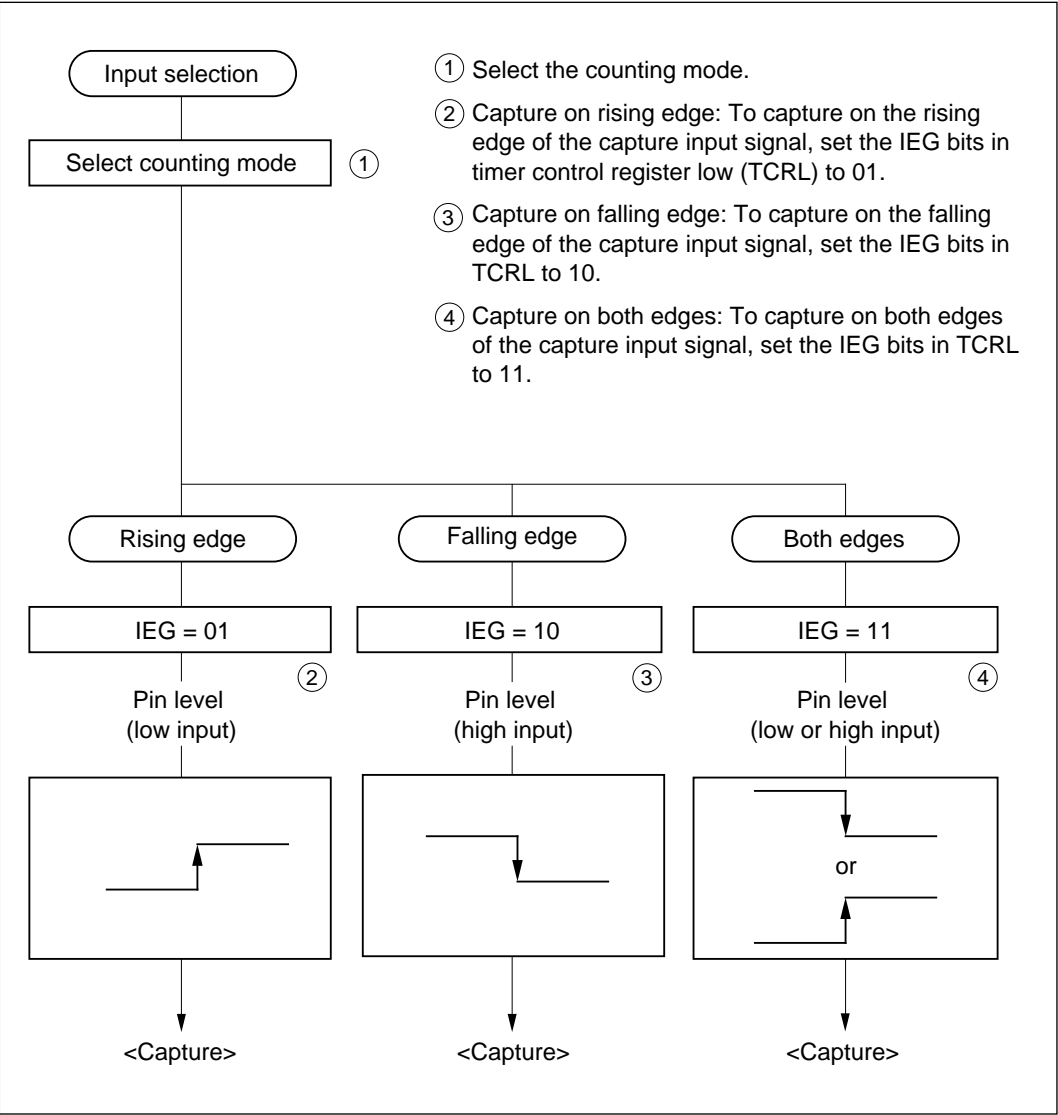 Input selection
Select counting mode
①
① Select the counting mode.
② Capture on rising edge: To capture on the rising
edge of the capture input signal, set the IEG bits in
timer control register low (TCRL) to 01.
③ Capture on falling edge: To capture on the falling
edge of the capture input signal, set the IEG bits in
TCRL to 10.
④ Capture on both edges: To capture on both edges
of the capture input signal, set the IEG bits in TCRL
to 11.
Rising edge
IEG = 01
②
Pin level
(low input)
<Capture>
Falling edge
IEG = 10
③
Pin level
(high input)
<Capture>
Both edges
IEG = 11
④
Pin level
(low or high input)
or
<Capture>